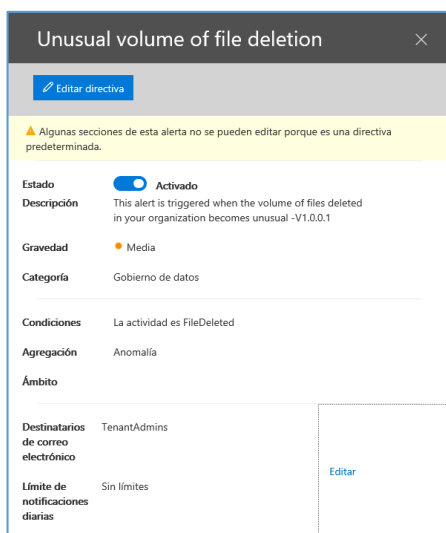 Unusual volume of file deletion
Editar directiva
Algunas secciones de esta alerta no se pueden editar porque es una directiva
predeterminada.
Estado Activado
Descripción This alert is triggered when the volume of files deleted
in your organization becomes unusual -V1.0.0.1
Gravedad Media
Categoría Gobierno de datos
Condiciones La actividad es FileDeleted
Agregación Anomalía
Ámbito
Destinatarios TenantAdmins
de correo
electrónico
Editar
Límite de Sin límites
notificaciones
diarias